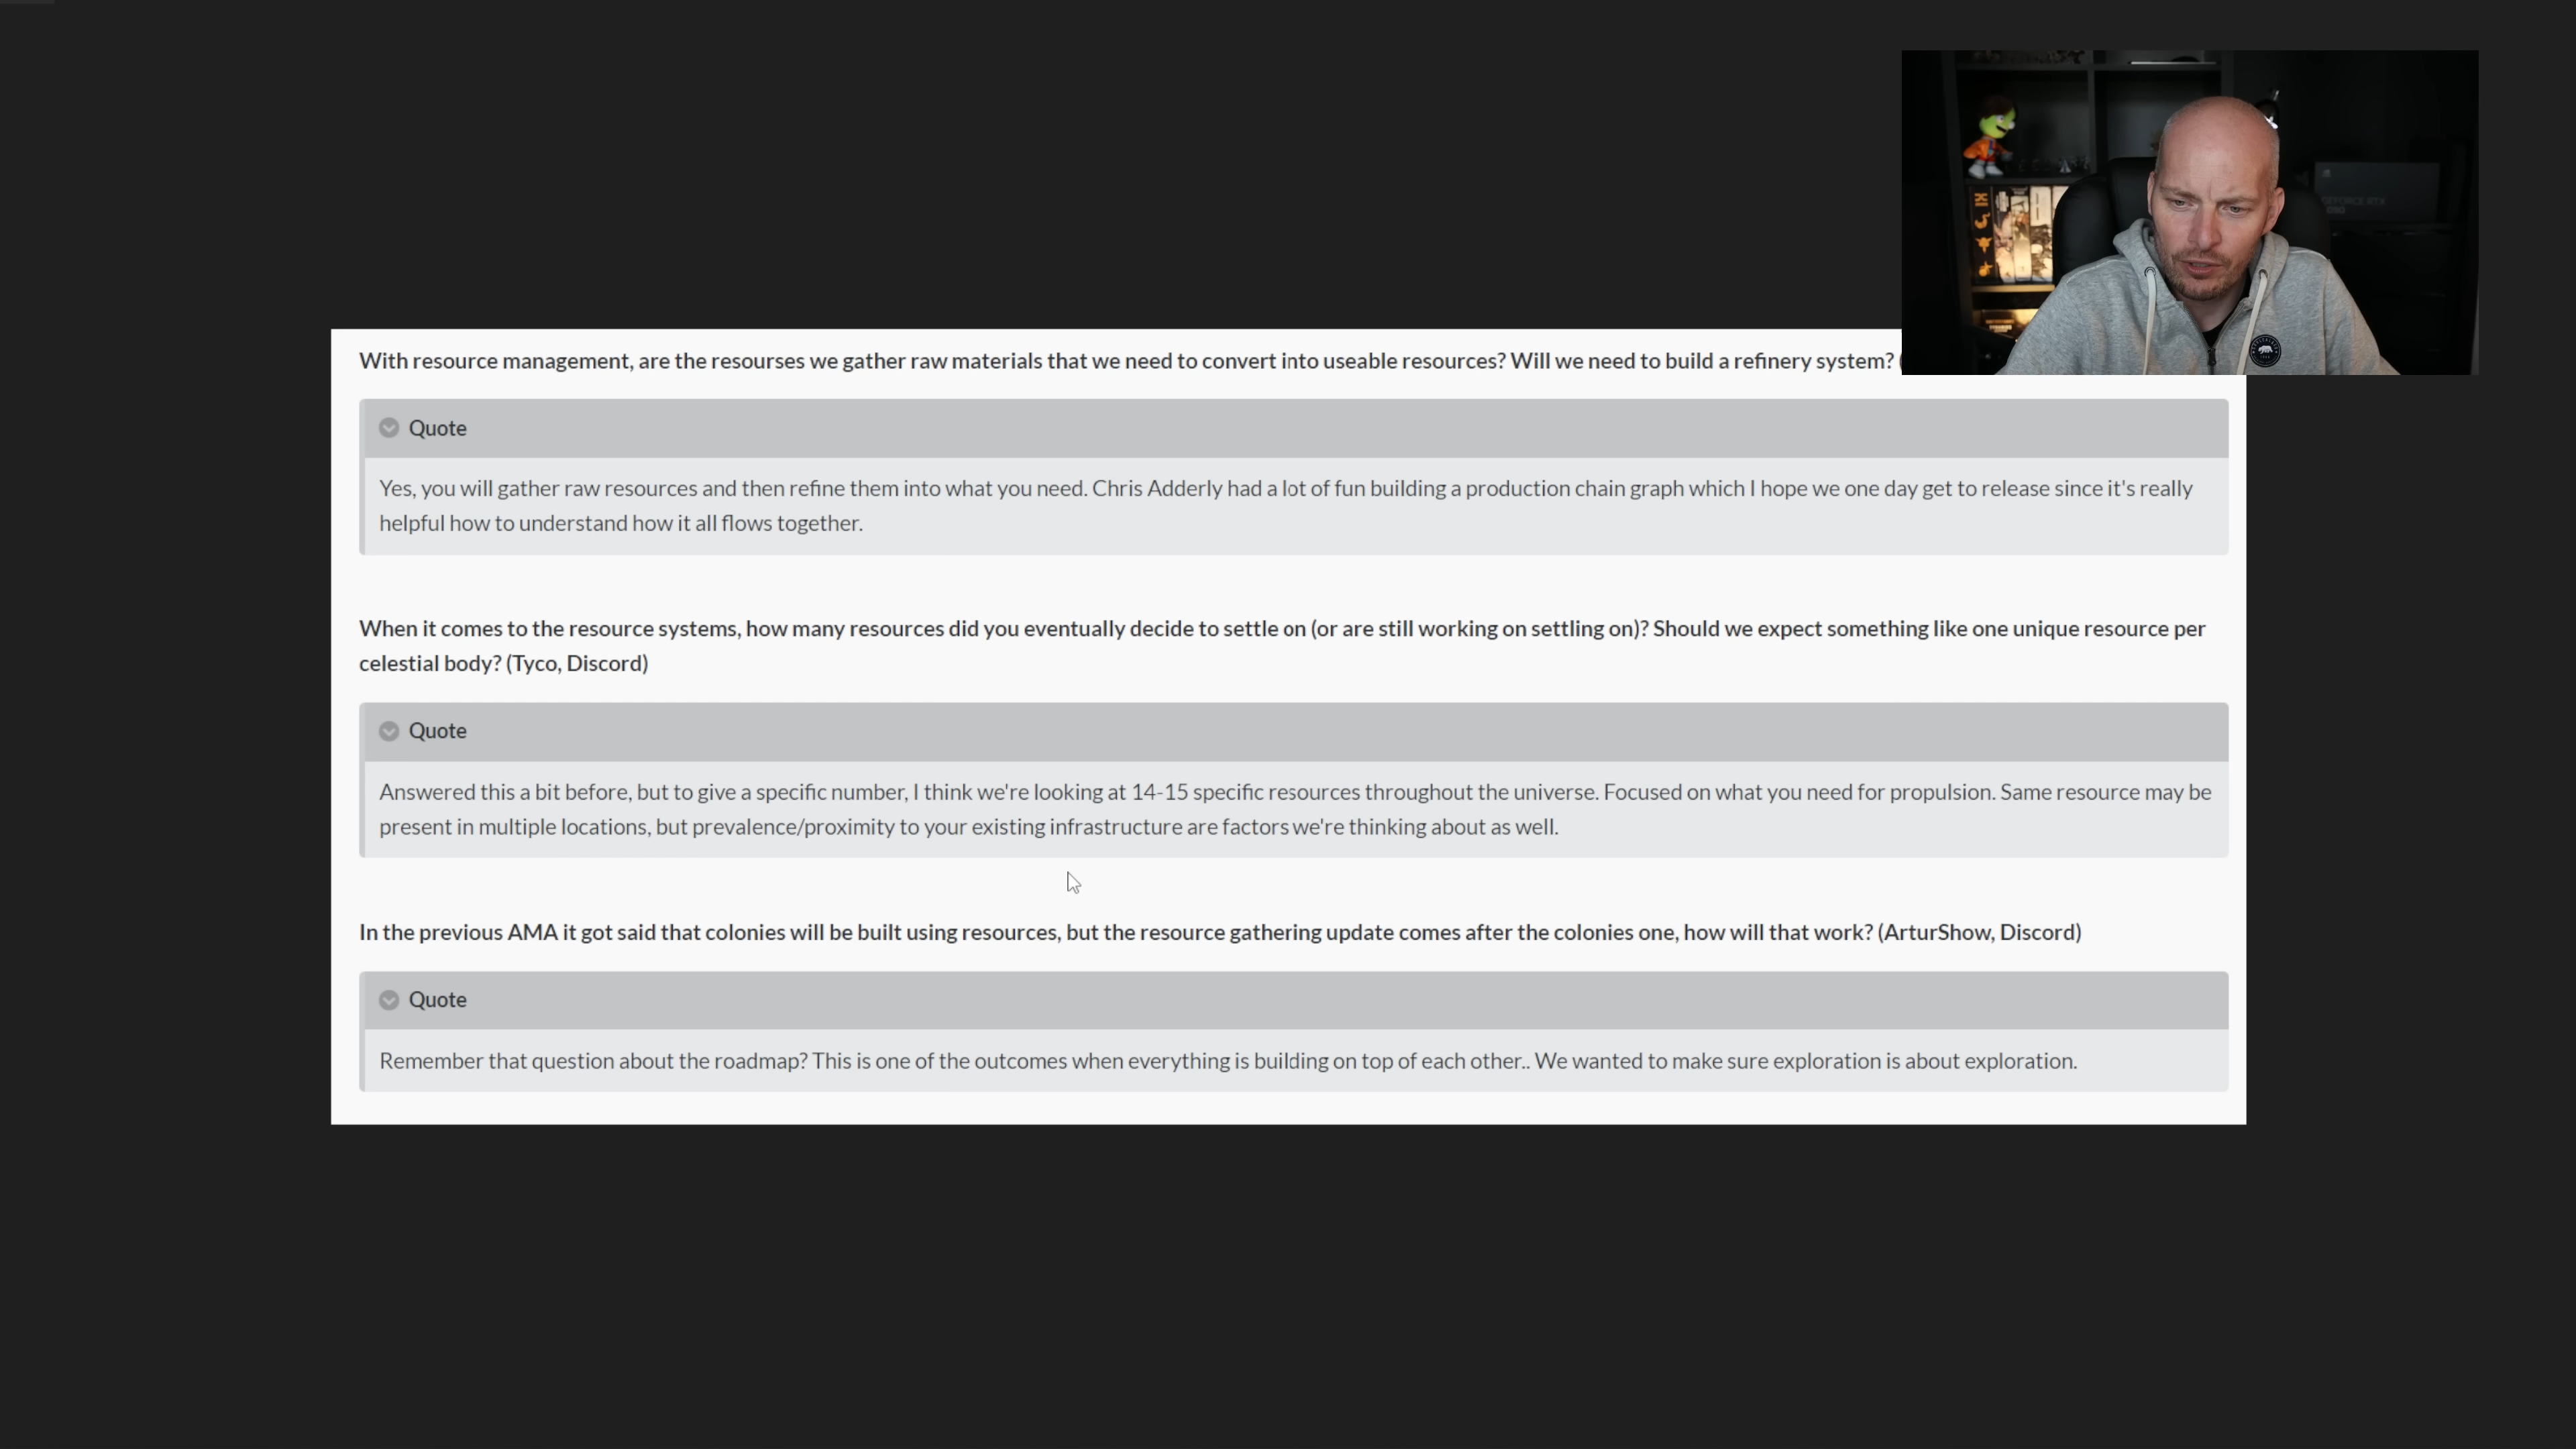 With resource management, are the resourses we gather raw materials that we need to convert into useable resources? Will we need to build a refinery system? (
Quote
Yes, you will gather raw resources and then refine them into what you need. Chris Adderly had a lot of fun building a production chain graph which I hope we one day get to release since it's really
helpful how to understand how it all flows together.
When it comes to the resource systems, how many resources did you eventually decide to settle on (or are still working on settling on)? Should we expect something like one unique resource per
celestial body? (Tyco, Discord)
Quote
Answered this a bit before, but to give a specific number, I think we're looking at 14-15 specific resources throughout the universe. Focused on what you need for propulsion. Same resource may be
present in multiple locations, but prevalence/proximity to your existing infrastructure are factors we're thinking about as well.
In the previous AMA it got said that colonies will be built using resources, but the resource gathering update comes after the colonies one, how will that work? (ArturShow, Discord)
Quote
Remember that question about the roadmap? This is one of the outcomes when everything is building on top of each other.. We wanted to make sure exploration is about exploration.
GEFORCE RTX